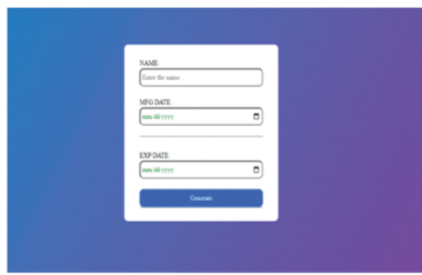 NAME
Enter the name...
MFG DATE
mm/dd/yyyy
EXP DATE
mm/dd/yyyy
Generate